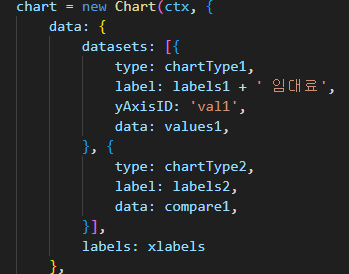 chart = new Chart(ctx, {
data: {
datasets: [{
type: chartType1,
label: labels1 + ' 임대료',
yAxisID: 'val1',
data: values1,
}, {
type: chartType2,
label: labels2,
data: compare1,
}],
labels: xlabels
},